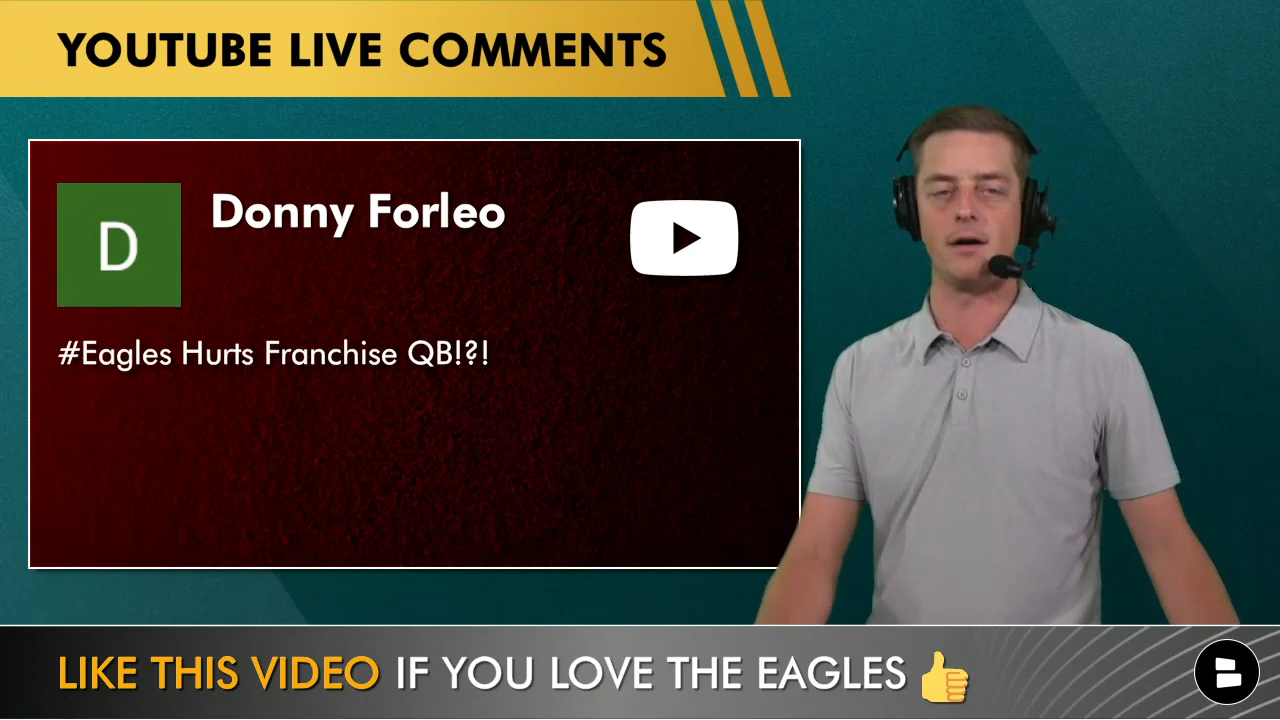 YOUTUBE LIVE COMMENTS
D
Donny Forleo
#Eagles Hurts Franchise QB!?!
LIKE THIS VIDEO IF YOU LOVE THE EAGLES